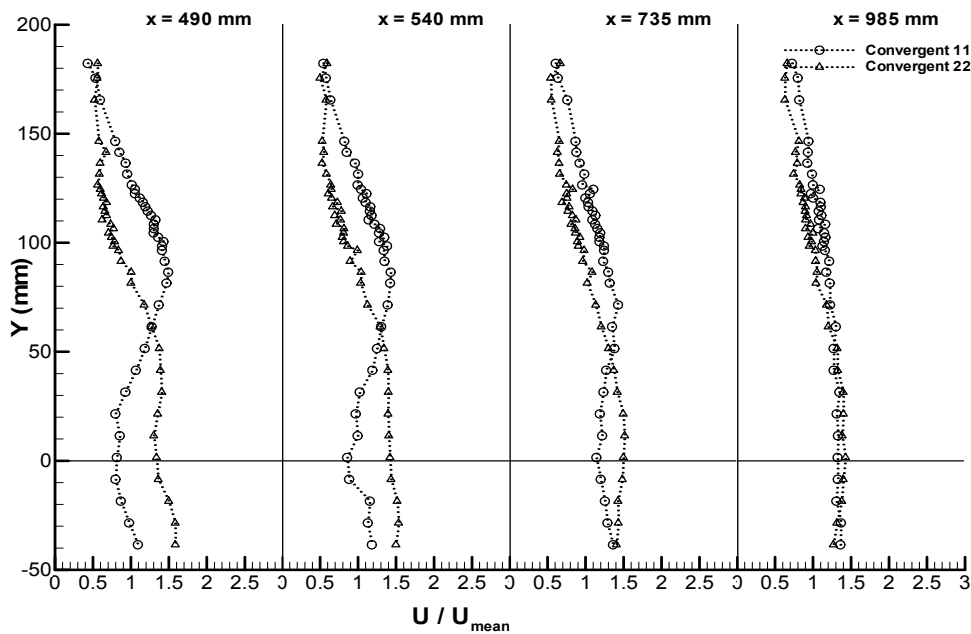 x = 490 mm x = 540 mm x = 735 mm x = 985 mm
Convergent 11
Convergent 22
Y (mm)
200
150
100
50
0
-50
0 0.5 1 1.5 2 2.5 0 0.5 1 1.5 2 2.5 0 0.5 1 1.5 2 2.5 0 0.5 1 1.5 2 2.5 3
U / Umean